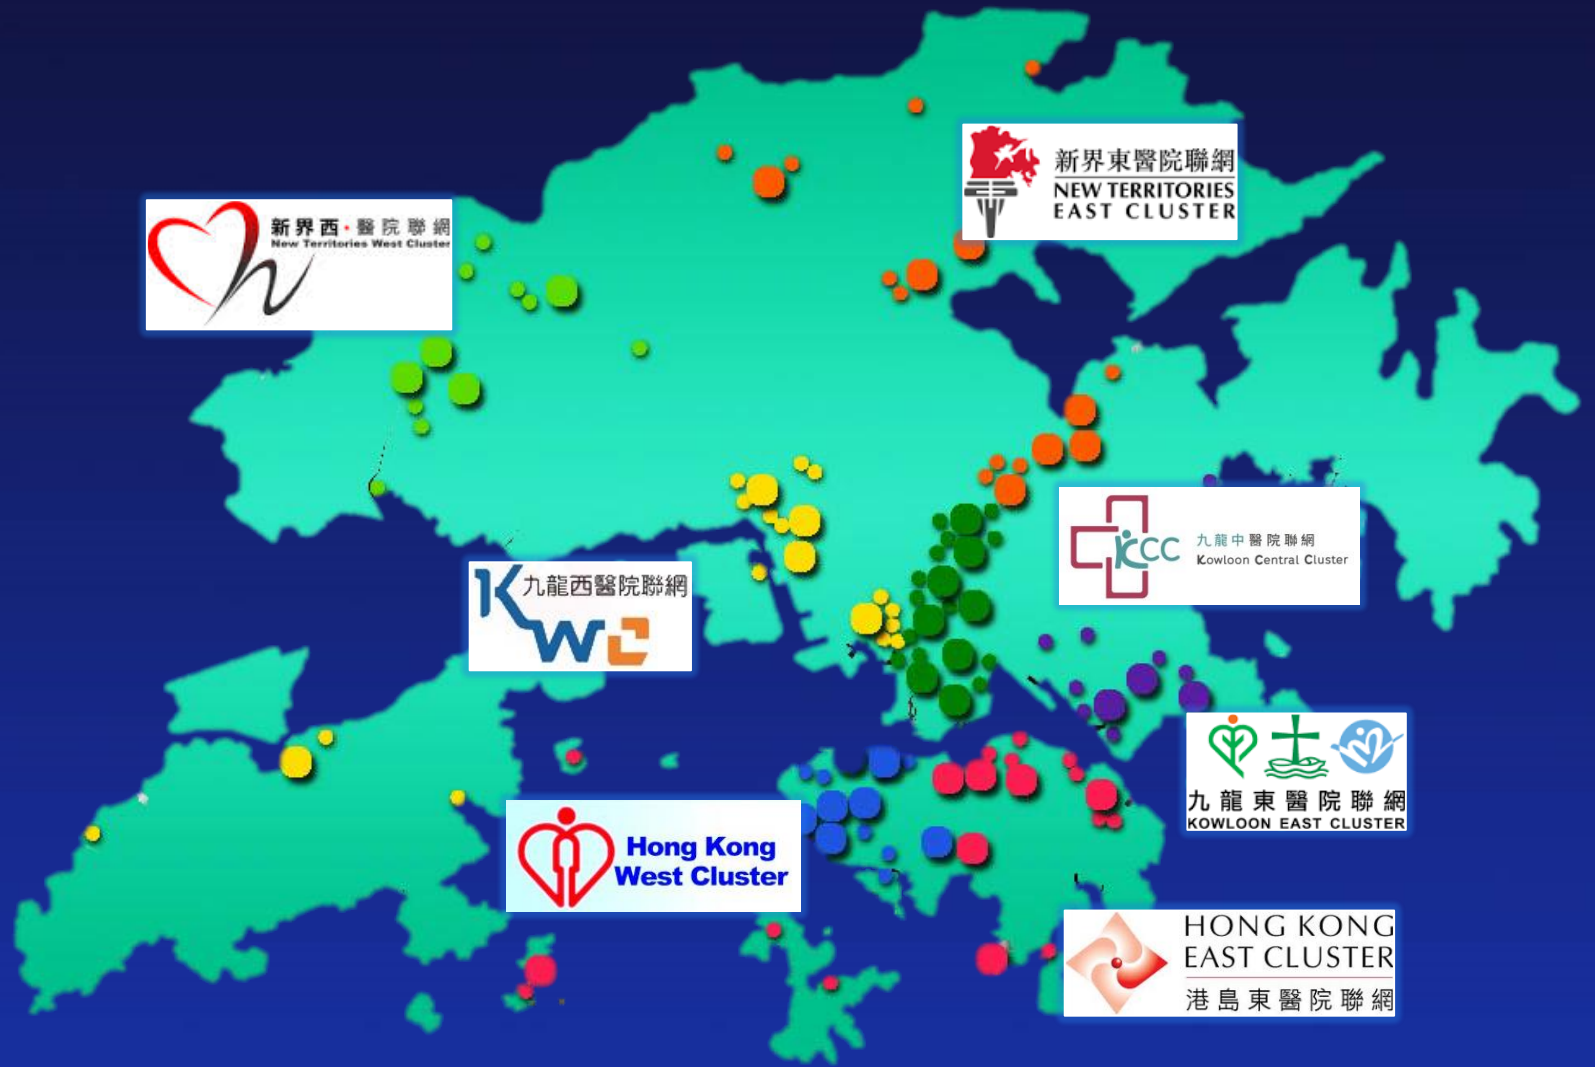 新界東醫院聯網
NEW TERRITORIES
EAST CLUSTER
新界西·醫院聯網
New Territories West Cluster
KCC
九龍中醫院聯網
Kowloon Central Cluster
九龍西醫院聯網
KWC
九龍東醫院聯網
KOWLOON EAST CLUSTER
Hong Kong
West Cluster
HONG KONG
EAST CLUSTER
港島東醫院聯網